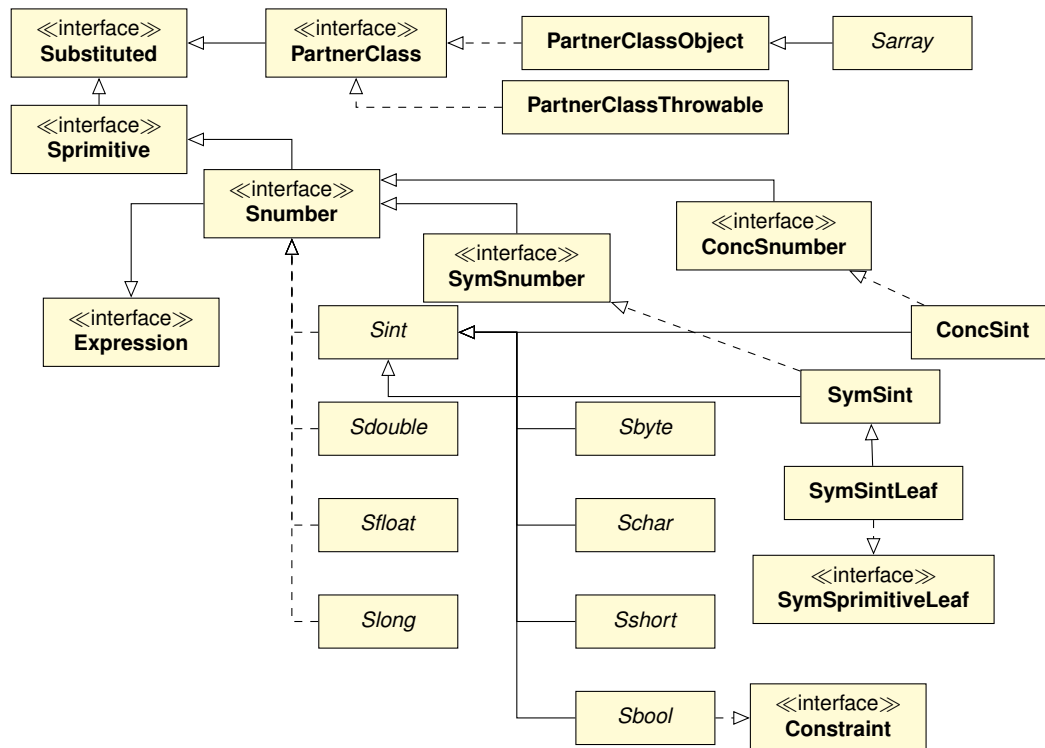 ≪interface≫
Substituted
≪interface≫
PartnerClass
PartnerClassObject
Sarray
PartnerClassThrowable
≪interface≫
Sprimitive
≪interface≫
Snumber
≪interface≫
ConcSnumber
≪interface≫
SymSnumber
≪interface≫
Expression
Sint
ConcSint
SymSint
Sdouble
Sbyte
SymSintLeaf
Sfloat
Schar
≪interface≫
SymSprimitiveLeaf
Slong
Sshort
Sbool
≪interface≫
Constraint